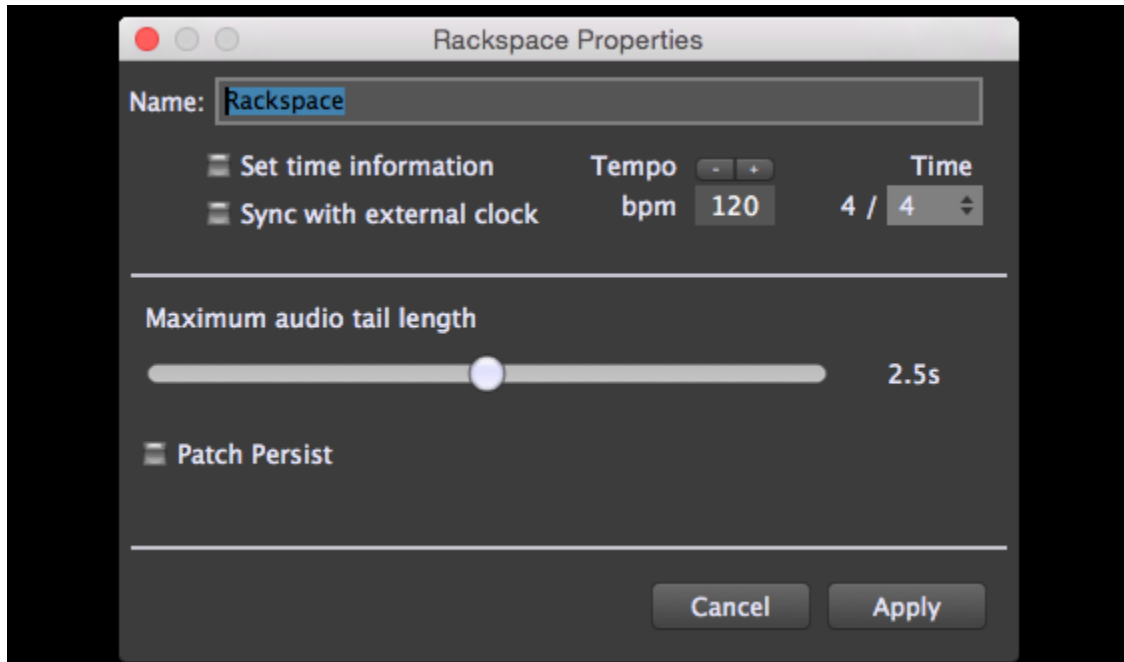 Rackspace Properties
Name: Rackspace
Set time information Tempo - + Time
Sync with external clock bpm 120 4 / 4
Maximum audio tail length
2.5s
Patch Persist
Cancel Apply